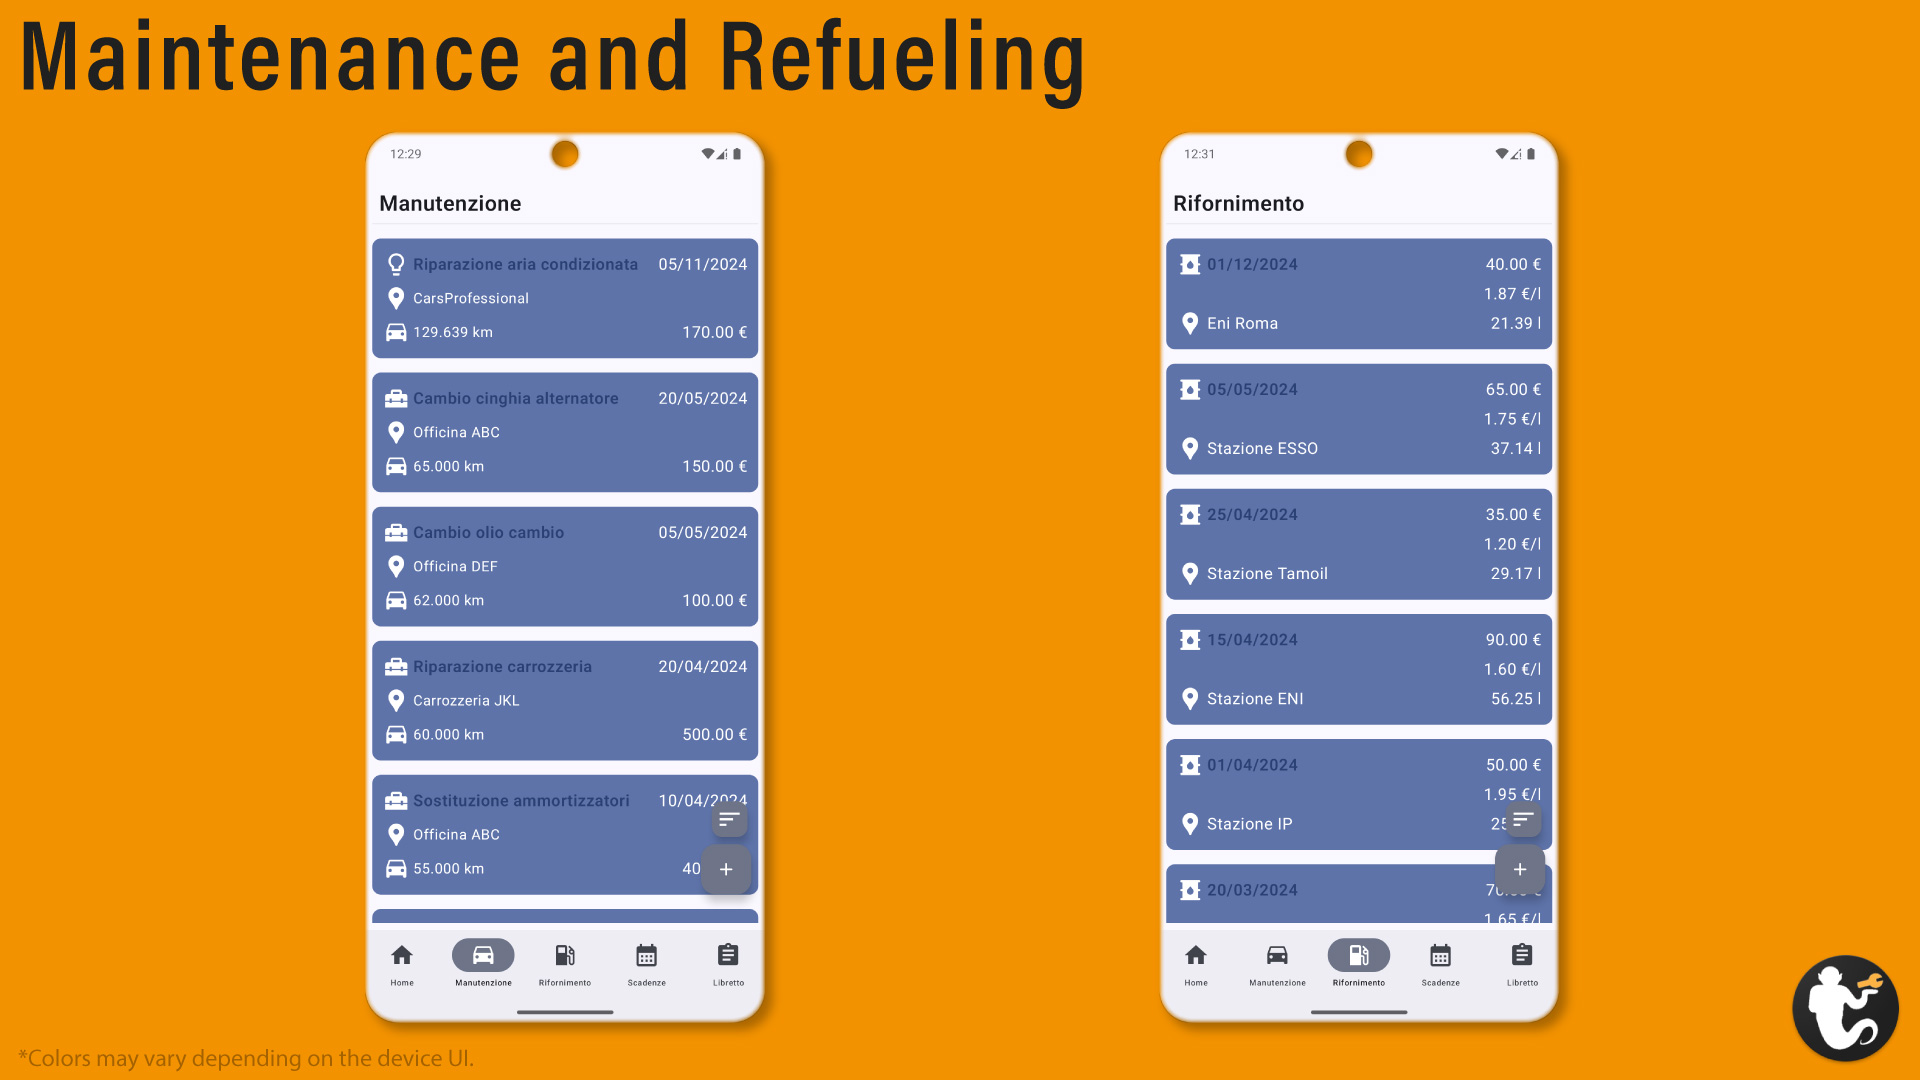 Maintenance and Refueling
12:29
Manutenzione
Riparazione aria condizionata 05/11/2024
CarsProfessional
129.639 km 170.00 €
Cambio cinghia alternatore 20/05/2024
Officina ABC
65.000 km 150.00 €
Cambio olio cambio 05/05/2024
Officina DEF
62.000 km 100.00 €
Riparazione carrozzeria 20/04/2024
Carrozzeria JKL
60.000 km 500.00 €
Sostituzione ammortizzatori 10/04/2024
Officina ABC
55.000 km
Home Manutenzione Rifornimento Scadenze Libretto
12:31
Rifornimento
01/12/2024 40.00 €
1.87 €/l
Eni Roma 21.39 l
05/05/2024 65.00 €
1.75 €/l
Stazione ESSO 37.14 l
25/04/2024 35.00 €
1.20 €/l
Stazione Tamoil 29.17 l
15/04/2024 90.00 €
1.60 €/l
Stazione ENI 56.25 l
01/04/2024 50.00 €
1.95 €/l
Stazione IP
20/03/2024
1.65 €/l
Home Manutenzione Rifornimento Scadenze Libretto
*Colors may vary depending on the device UI.